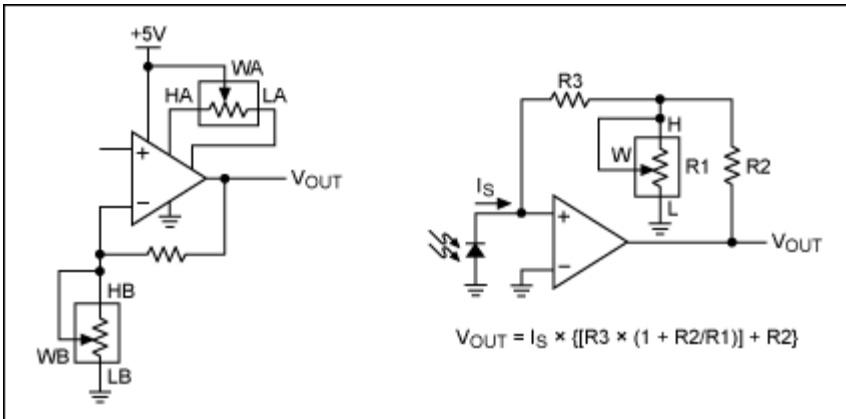 +5V
WA
HA
LA
+
−
VOUT
HB
WB
LB
R3
H
W
R1
R2
L
IS
+
−
VOUT
VOUT = IS × {[R3 × (1 + R2/R1)] + R2}